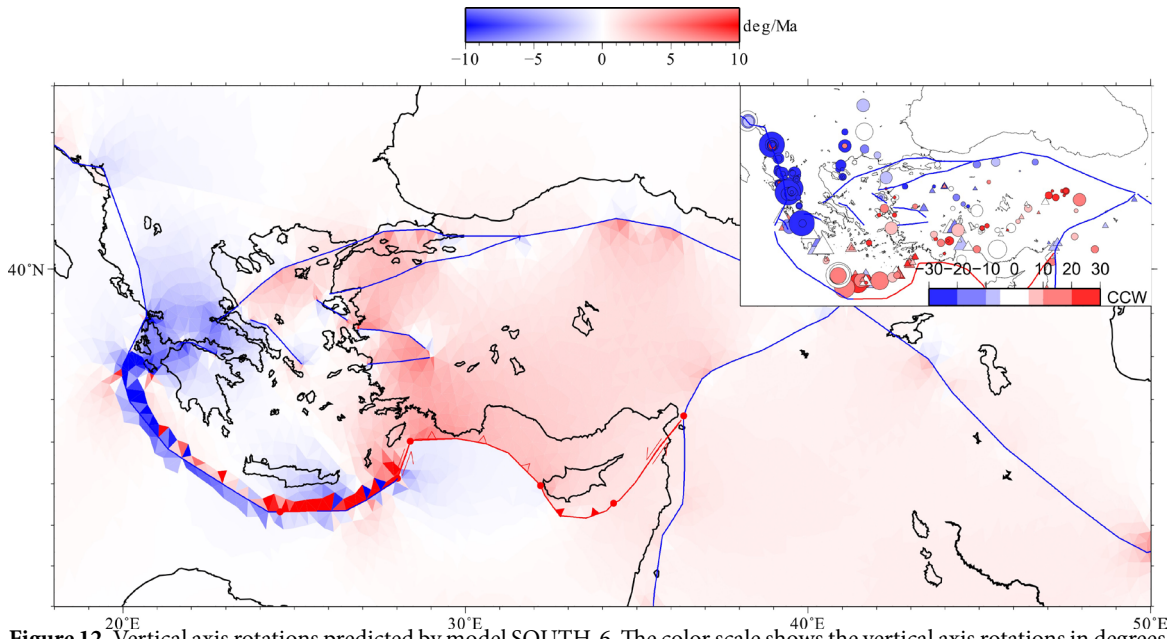 deg/Ma
−10 −5 0 5 10
−30 −20 −10 0 10 20 30
CCW
40°N
20°E 30°E 40°E 50°E
Figure 12. Vertical axis rotations predicted by model SOUTH-6. The color scale shows the vertical axis rotations in degrees